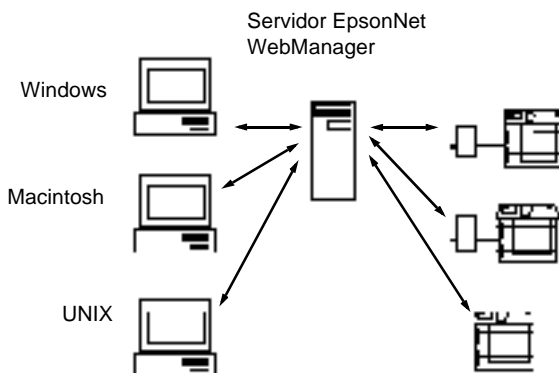 Servidor EpsonNet
WebManager
Windows
Macintosh
UNIX